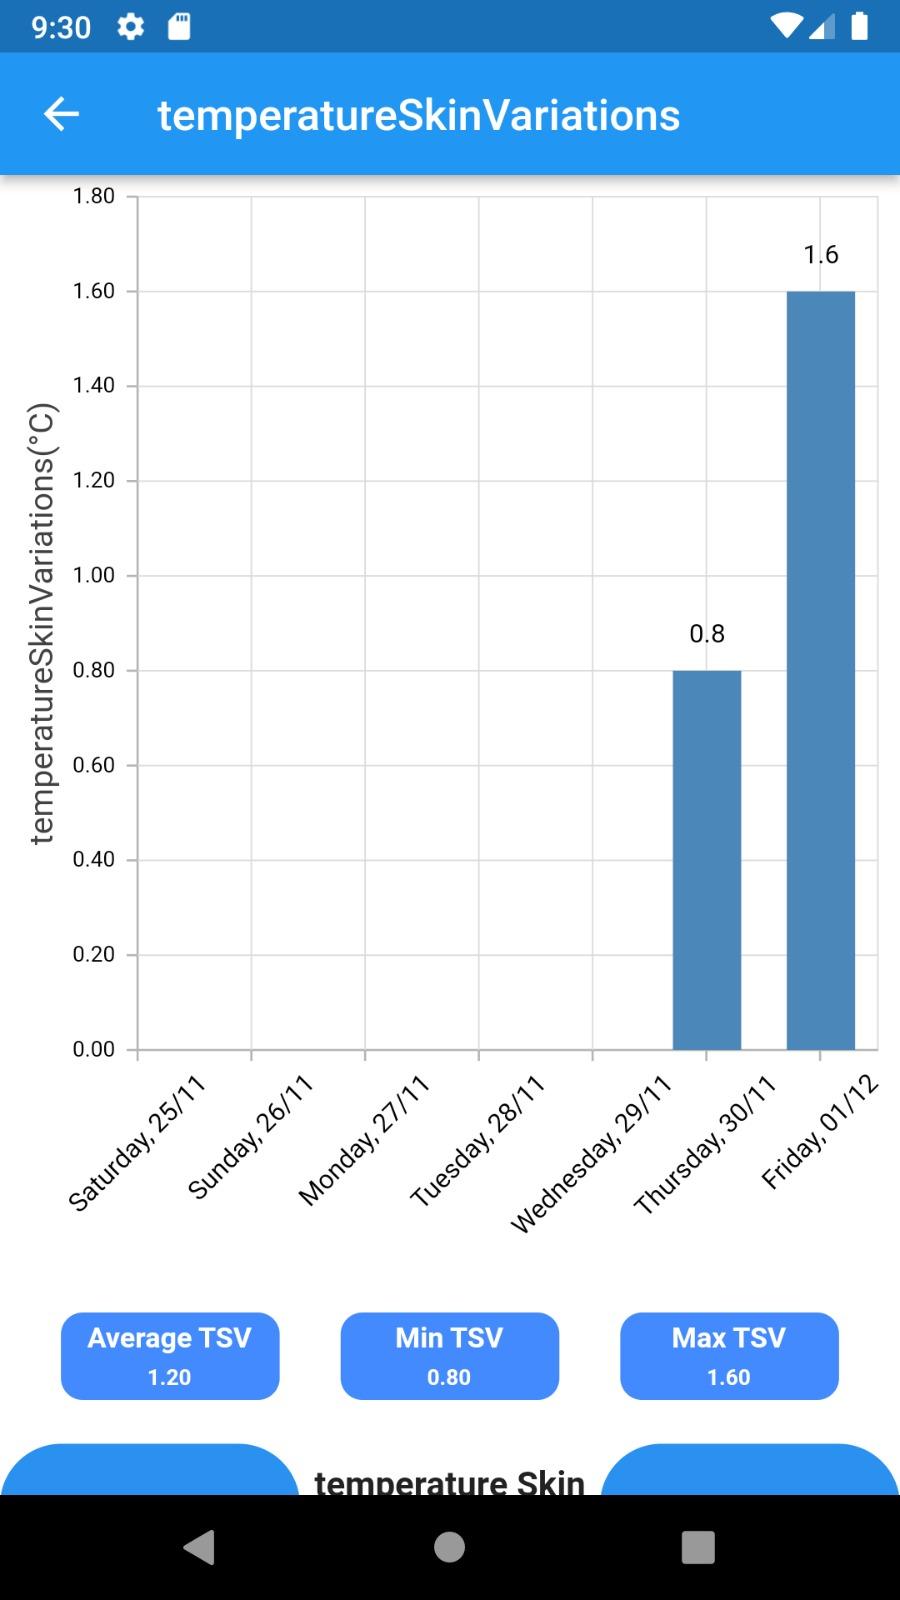 9:30
temperatureSkinVariations
1.80
1.6
1.60
1.40
1.20
1.00
0.8
0.80
0.60
0.40
0.20
0.00
temperatureSkinVariations(°C)
Saturday, 25/11
Sunday, 26/11
Monday, 27/11
Tuesday, 28/11
Wednesday, 29/11
Thursday, 30/11
Friday, 01/12
Average TSV
1.20
Min TSV
0.80
Max TSV
1.60
temperature Skin